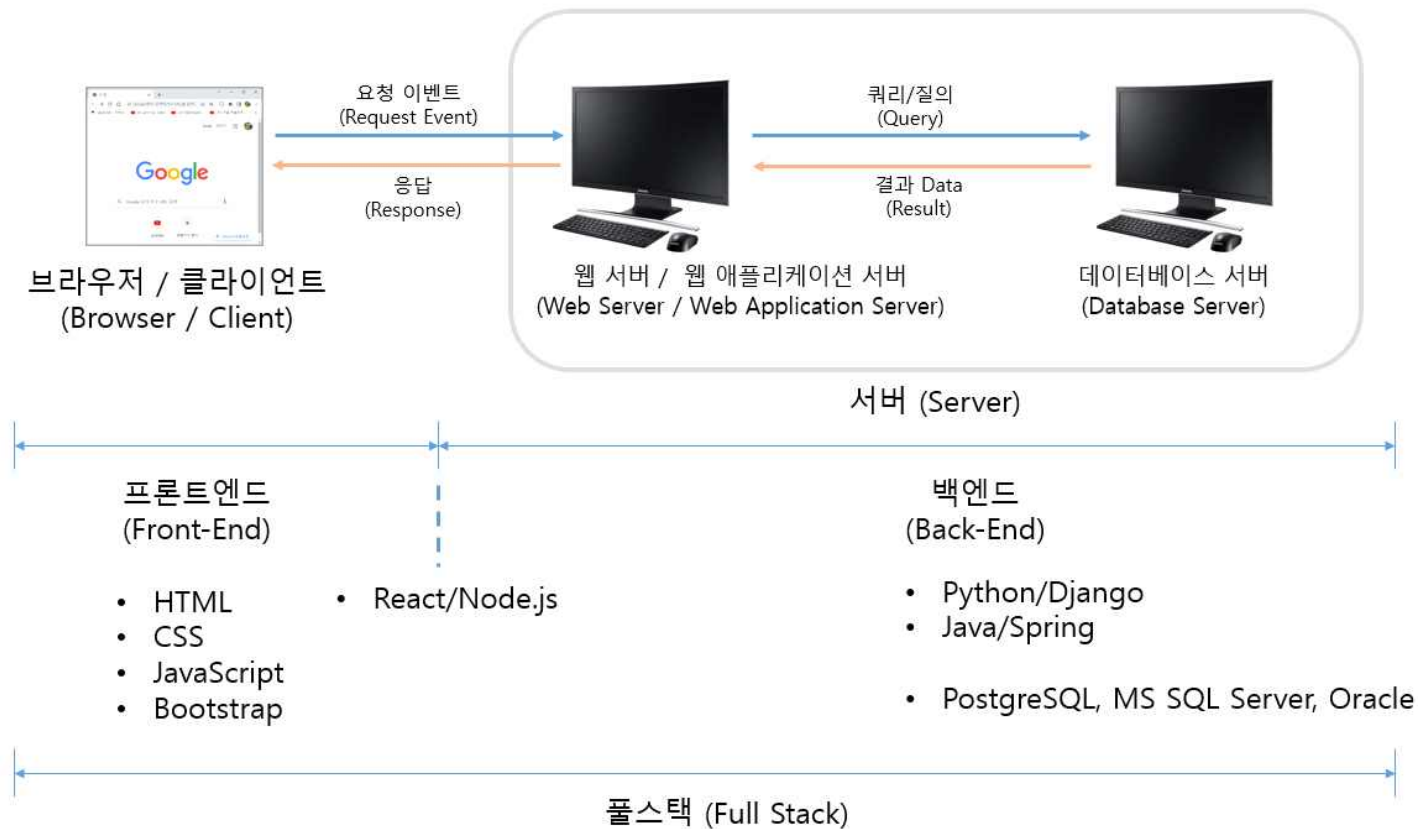 요청 이벤트
(Request Event)
쿼리/질의
(Query)
Google
응답
(Response)
결과 Data
(Result)
브라우저 / 클라이언트
(Browser / Client)
웹 서버 / 웹 애플리케이션 서버
(Web Server / Web Application Server)
데이터베이스 서버
(Database Server)
서버 (Server)
프론트엔드
(Front-End)
백엔드
(Back-End)
• HTML
• CSS
• JavaScript
• Bootstrap
• React/Node.js
• Python/Django
• Java/Spring
• PostgreSQL, MS SQL Server, Oracle
풀스택 (Full Stack)